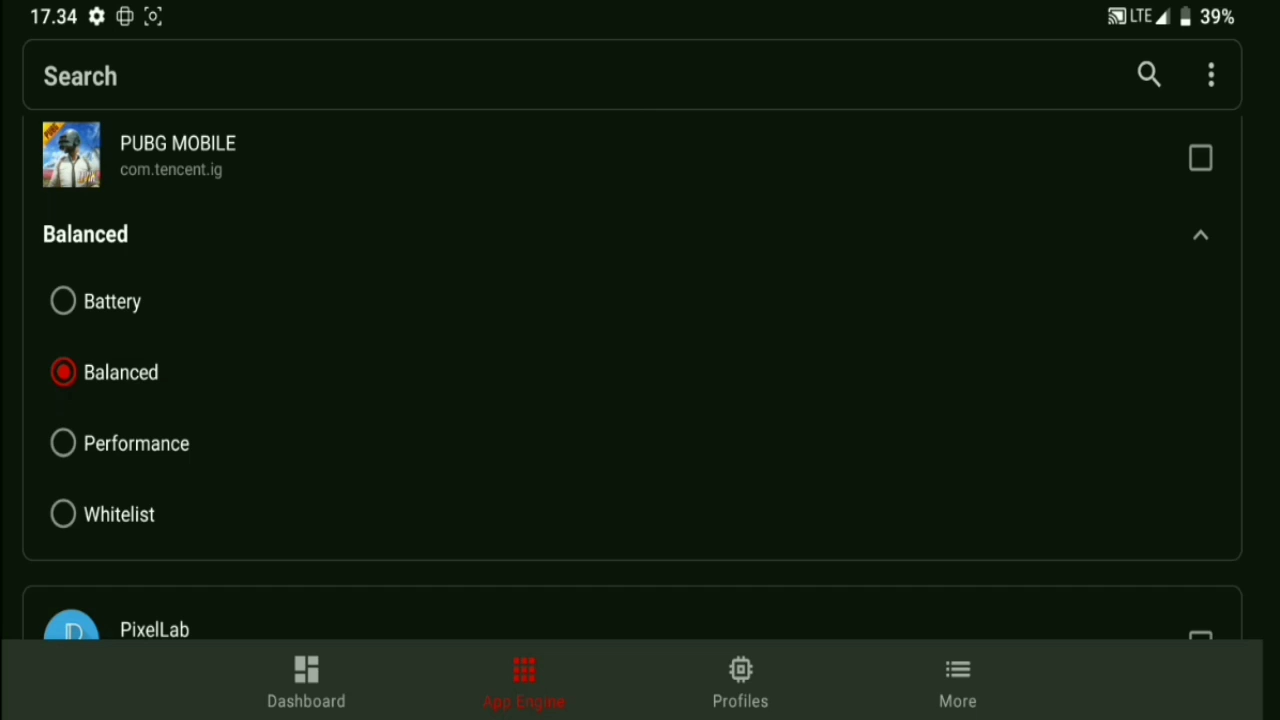 17.34
LTE 39%
Search
PUBG MOBILE
com.tencent.ig
Balanced
Battery
Balanced
Performance
Whitelist
PixelLab
Dashboard
App Engine
Profiles
More